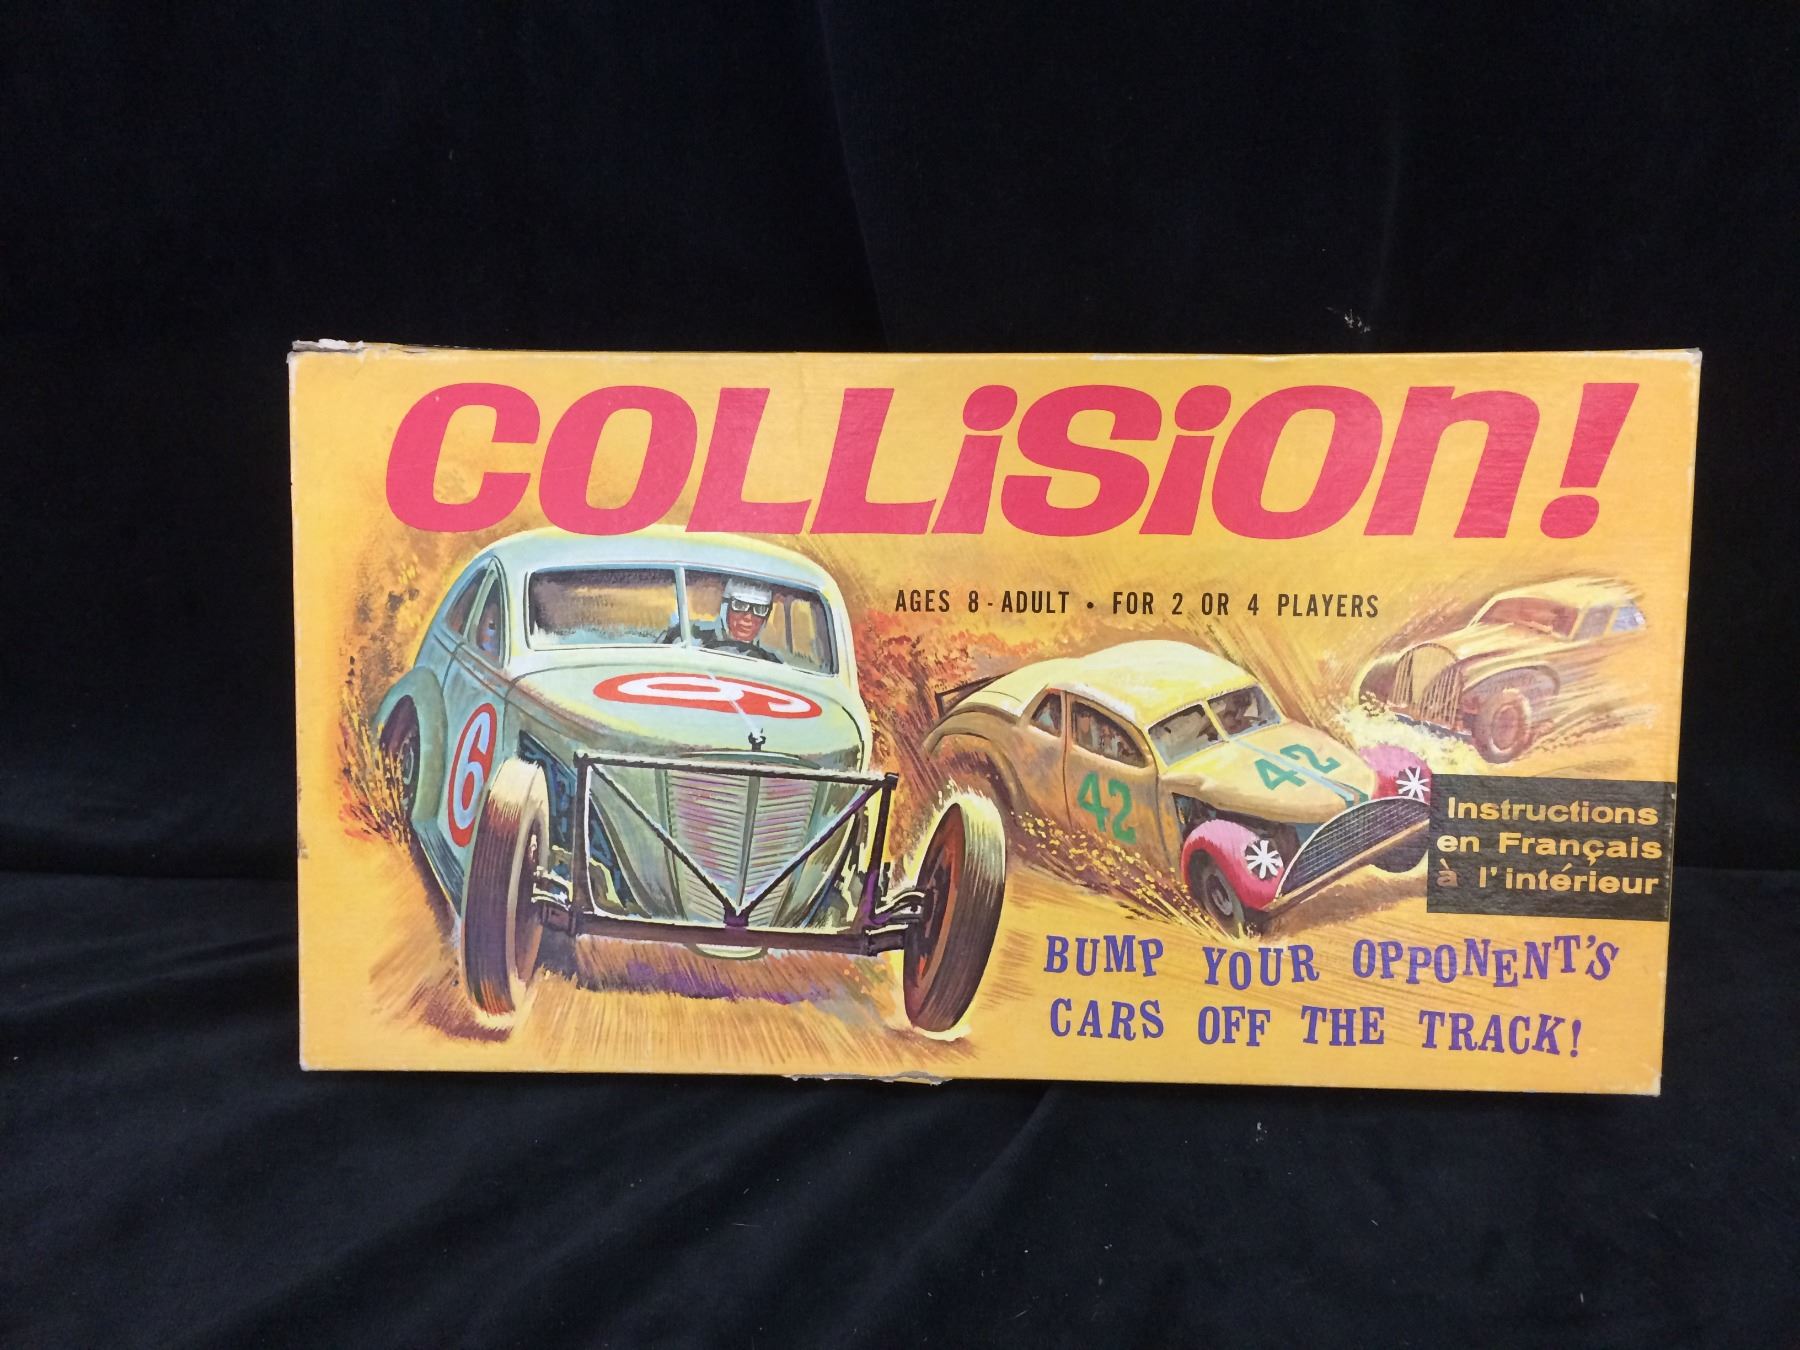 COLLiSiOn!
AGES 8-ADULT • FOR 2 OR 4 PLAYERS
6
6
42
42
Instructions
en Français
à l'intérieur
BUMP YOUR OPPONENT'S
CARS OFF THE TRACK!